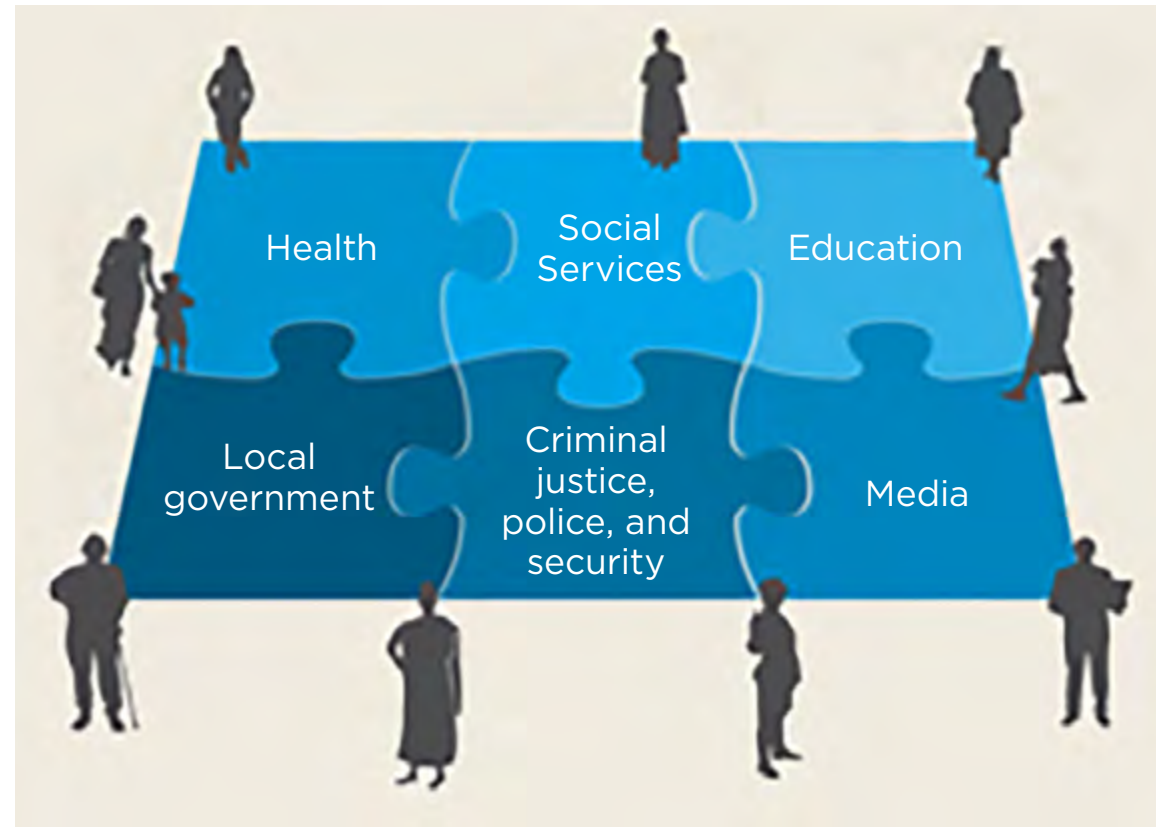 Health
Social
Services
Education
Local
government
Criminal
justice,
police, and
security
Media